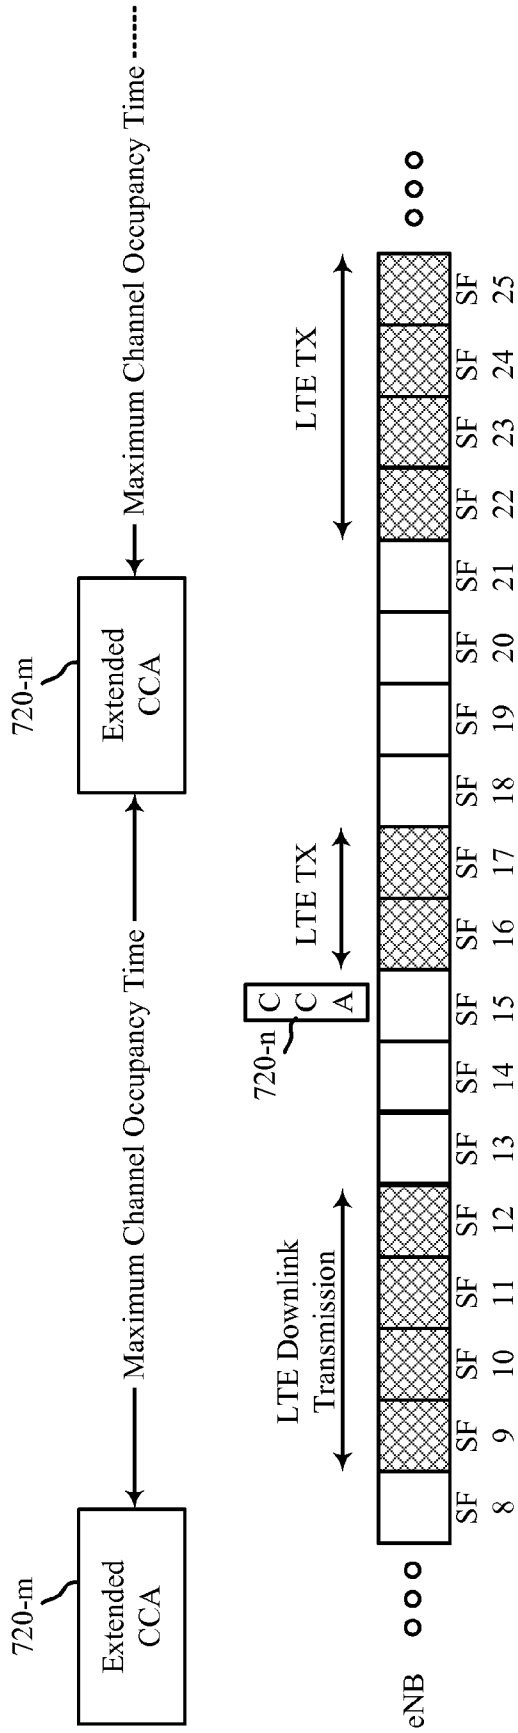 720-m
720-m
Extended
CCA
Maximum Channel Occupancy Time
Extended
CCA
Maximum Channel Occupancy Time
720-n
C
C
A
LTE Downlink
Transmission
LTE TX
LTE TX
eNB
SF
8
SF
9
SF
10
SF
11
SF
12
SF
13
SF
14
SF
15
SF
16
SF
17
SF
18
SF
19
SF
20
SF
21
SF
22
SF
23
SF
24
SF
25